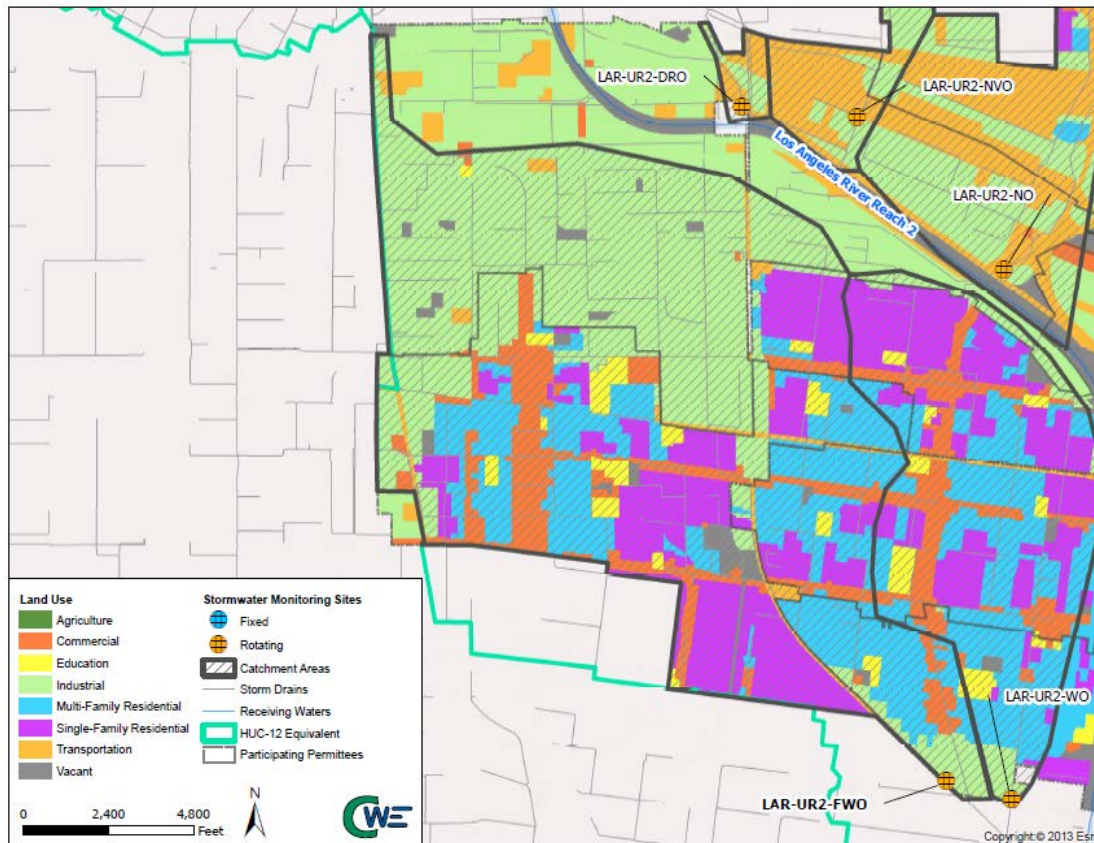 LAR-UR2-DRO
LAR-UR2-NVO
Los Angeles River Reach 2
LAR-UR2-NO
LAR-UR2-WO
LAR-UR2-FWO
Land Use
Agriculture
Commercial
Education
Industrial
Multi-Family Residential
Single-Family Residential
Transportation
Vacant
Stormwater Monitoring Sites
Fixed
Rotating
Catchment Areas
Storm Drains
Receiving Waters
HUC-12 Equivalent
Participating Permittees
0 2,400 4,800
Feet
N
CWE
Copyright:© 2013 Esr